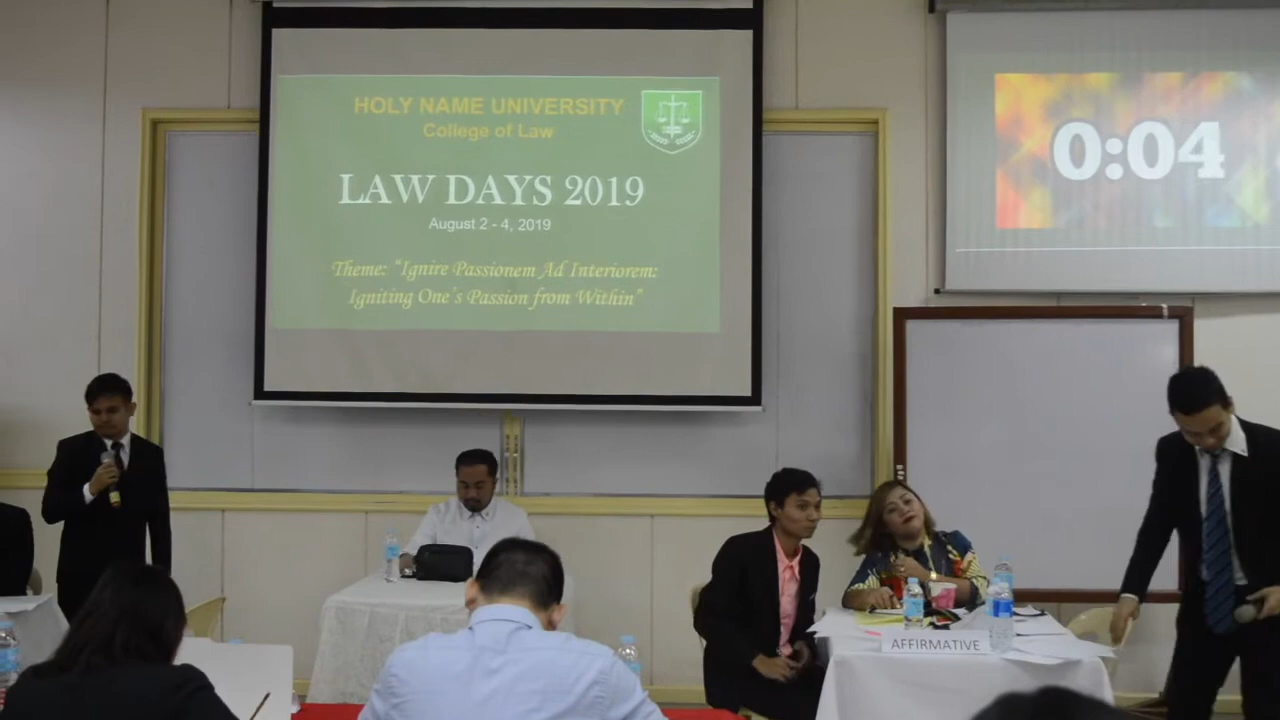 HOLY NAME UNIVERSITY
College of Law
LAW DAYS 2019
August 2 - 4, 2019
Theme: "Ignire Passionem Ad Interiorem:
Igniting One's Passion from Within"
0:04
AFFIRMATIVE